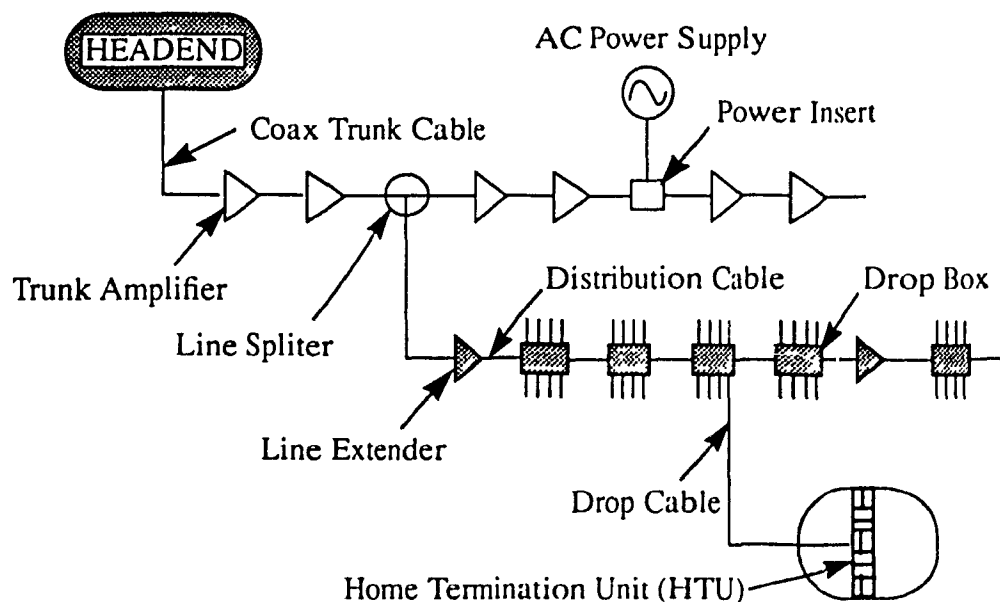 HEADEND
AC Power Supply
Coax Trunk Cable
Power Insert
Trunk Amplifier
Line Spliter
Distribution Cable
Drop Box
Line Extender
Drop Cable
Home Termination Unit (HTU)